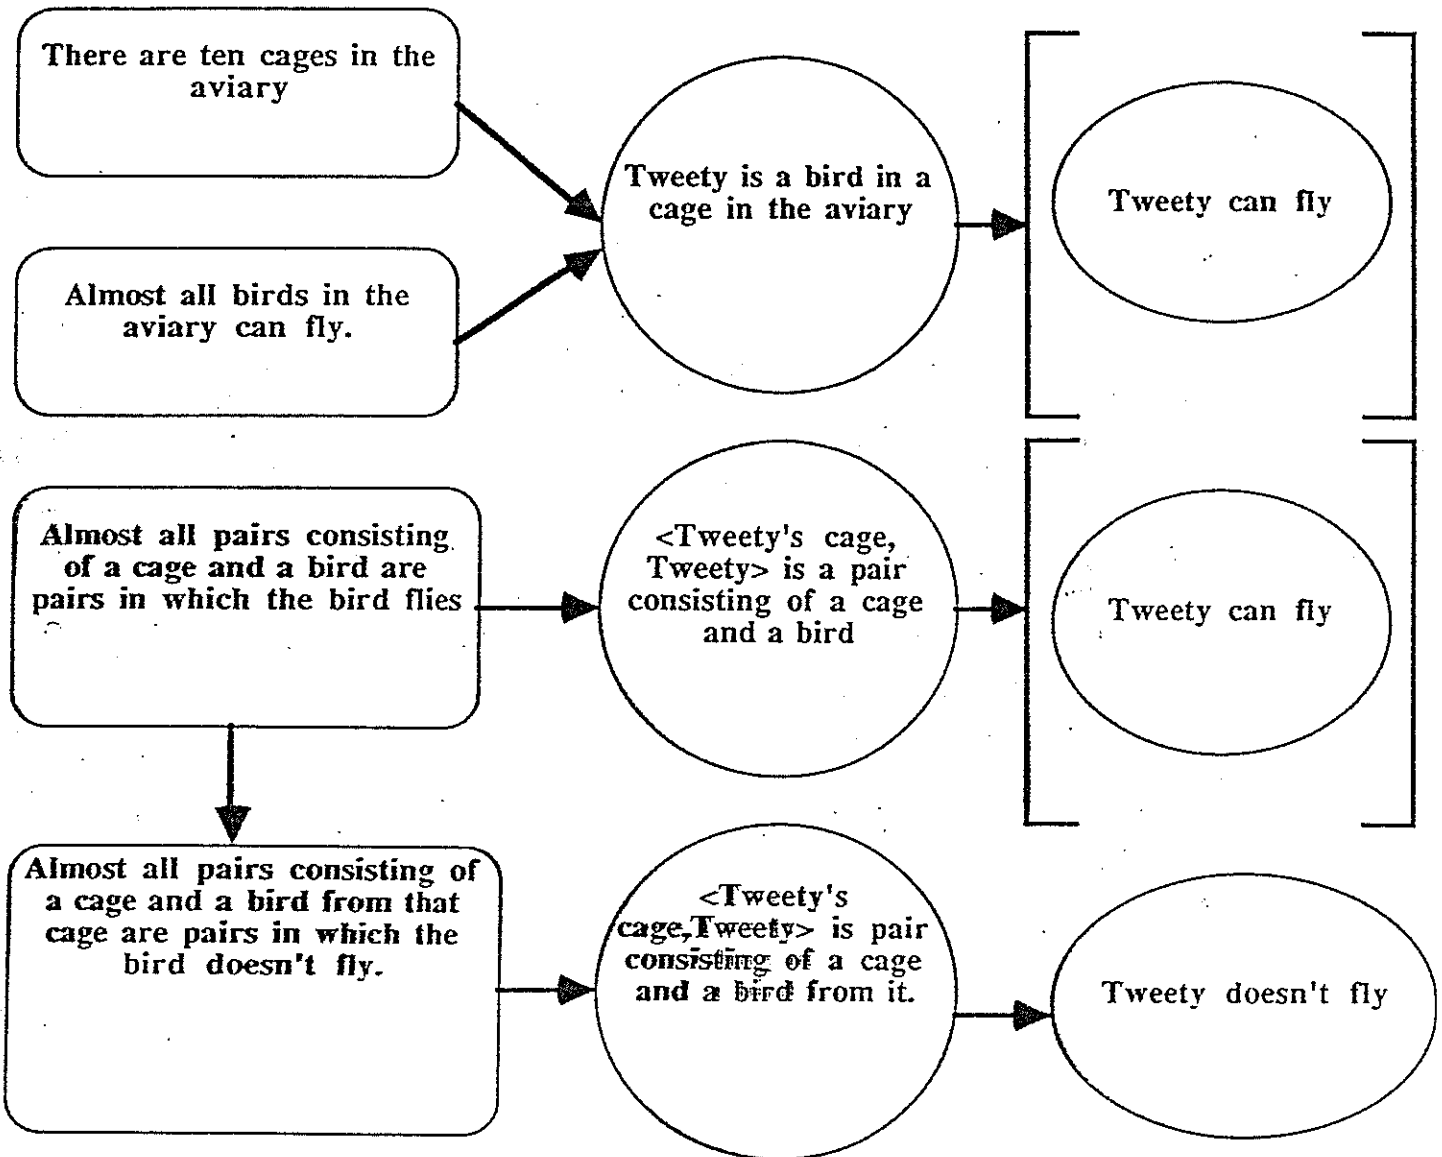 There are ten cages in the
aviary
Tweety is a bird in a
cage in the aviary
Tweety can fly
Almost all birds in the
aviary can fly.
Almost all pairs consisting
of a cage and a bird are
pairs in which the bird flies
<Tweety's cage,
Tweety> is a pair
consisting of a cage
and a bird
Tweety can fly
Almost all pairs consisting of
a cage and a bird from that
cage are pairs in which the
bird doesn't fly.
<Tweety's
cage,Tweety> is pair
consisting of a cage
and a bird from it.
Tweety doesn't fly